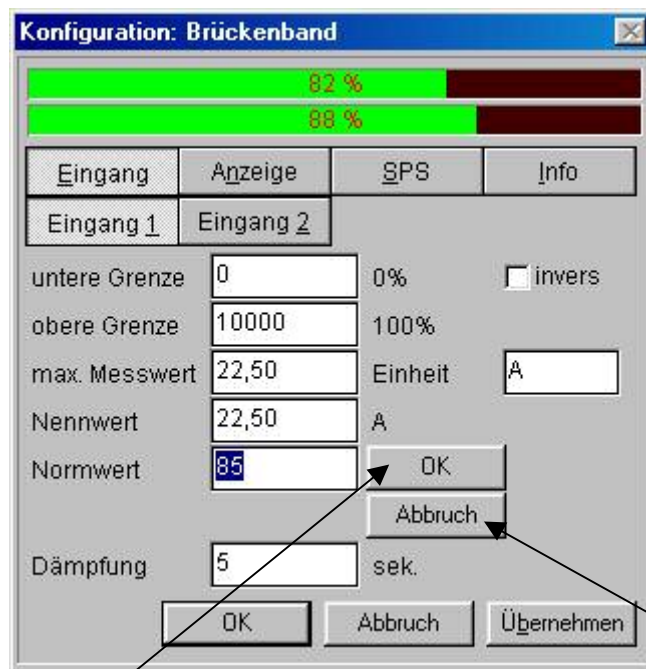 Konfiguration: Brückenband
82 %
88 %
Eingang Anzeige SPS Info
Eingang 1 Eingang 2
untere Grenze 0 0% invers
obere Grenze 10000 100%
max. Messwert 22,50 Einheit A
Nennwert 22,50 A
Normwert 85 OK
Abbruch
Dämpfung 5 sek.
OK Abbruch Übernehmen